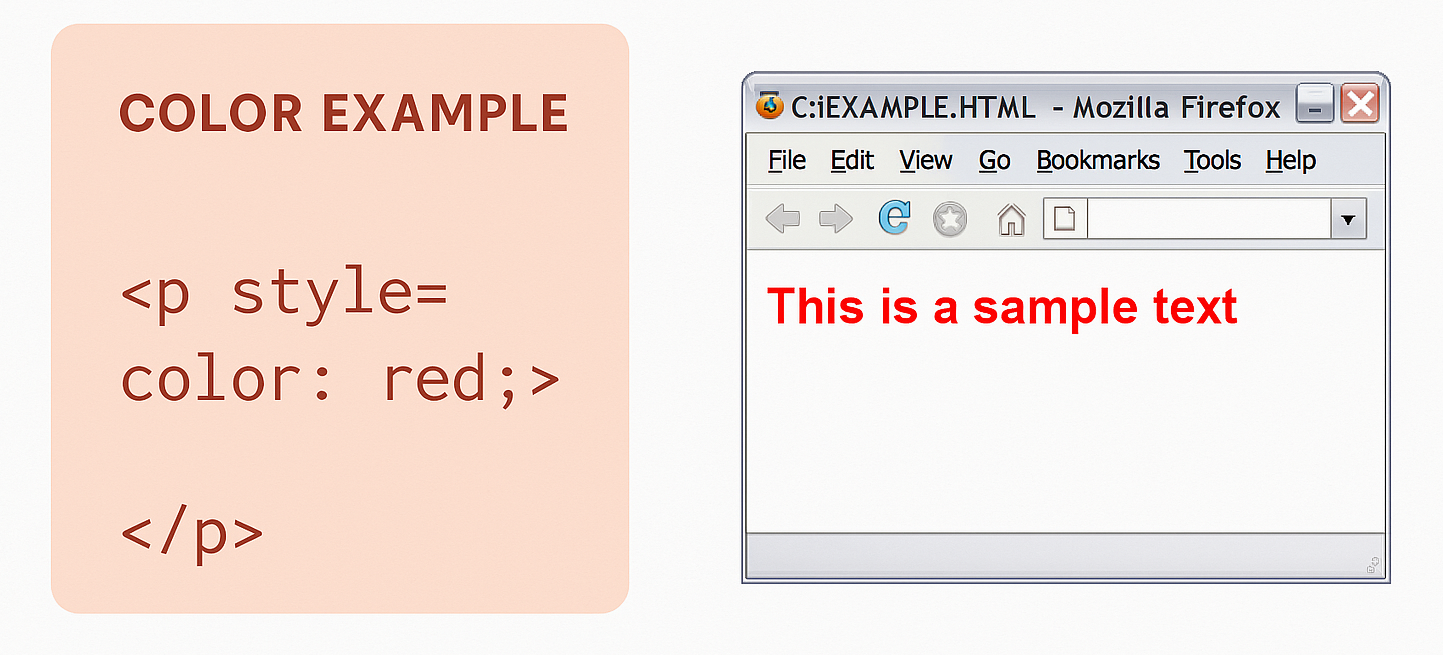 COLOR EXAMPLE
<p style=
color: red;>
</p>
C:iEXAMPLE.HTML - Mozilla Firefox
File Edit View Go Bookmarks Tools Help
This is a sample text